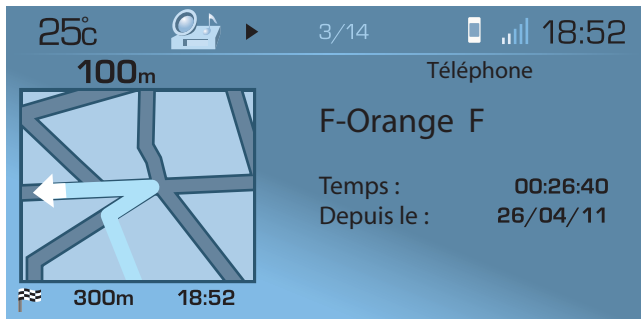 25°c 3/14 18:52
100m
Téléphone
F-Orange F
Temps : 00:26:40
Depuis le : 26/04/11
300m 18:52